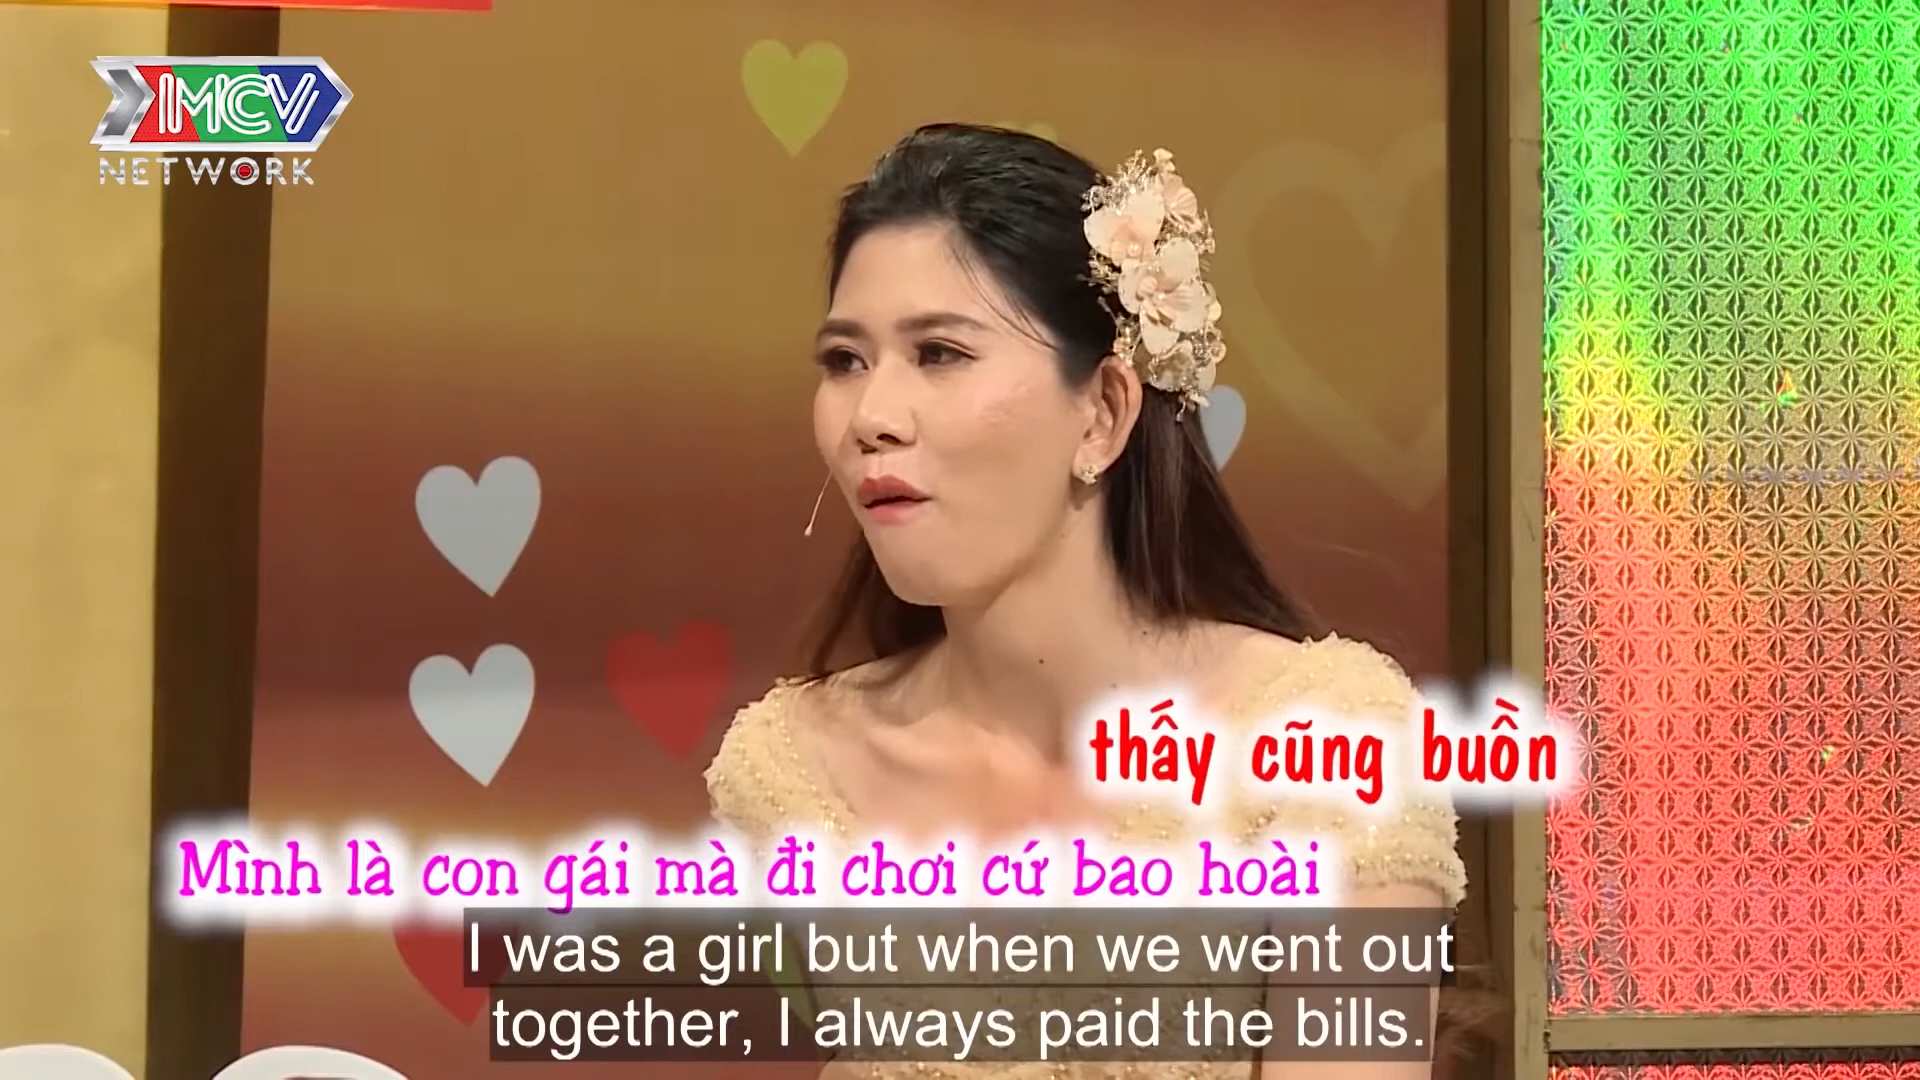 MCV
NETWORK
thấy cũng buồn
Mình là con gái mà đi chơi cứ bao hoài
I was a girl but when we went out
together, I always paid the bills.